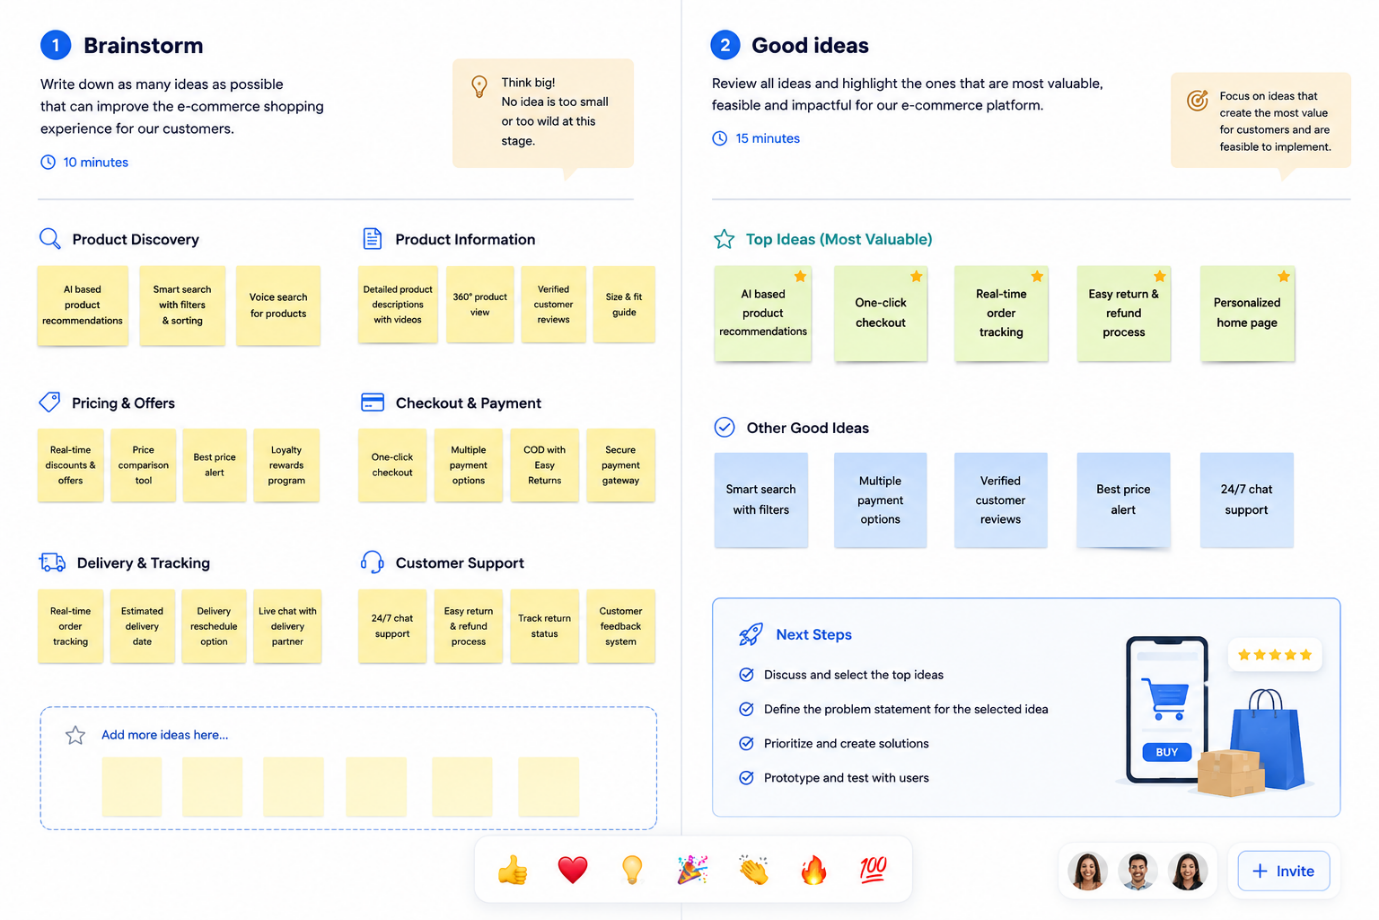 1 Brainstorm
Write down as many ideas as possible
that can improve the e-commerce shopping
experience for our customers.
10 minutes
Think big!
No idea is too small
or too wild at this
stage.
Product Discovery
AI based
product
recommendations
Smart search
with filters
& sorting
Voice search
for products
Product Information
Detailed product
descriptions
with videos
360° product
view
Verified
customer
reviews
Size & fit
guide
Pricing & Offers
Real-time
discounts &
offers
Price
comparison
tool
Best price
alert
Loyalty
rewards
program
Checkout & Payment
One-click
checkout
Multiple
payment
options
COD with
Easy
Returns
Secure
payment
gateway
Delivery & Tracking
Real-time
order
tracking
Estimated
delivery
date
Delivery
reschedule
option
Live chat with
delivery
partner
Customer Support
24/7 chat
support
Easy return
& refund
process
Track return
status
Customer
feedback
system
Add more ideas here...
2 Good ideas
Review all ideas and highlight the ones that are most valuable,
feasible and impactful for our e-commerce platform.
15 minutes
Focus on ideas that
create the most value
for customers and are
feasible to implement.
Top Ideas (Most Valuable)
AI based
product
recommendations
One-click
checkout
Real-time
order
tracking
Easy return &
refund
process
Personalized
home page
Other Good Ideas
Smart search
with filters
Multiple
payment
options
Verified
customer
reviews
Best price
alert
24/7 chat
support
Next Steps
Discuss and select the top ideas
Define the problem statement for the selected idea
Prioritize and create solutions
Prototype and test with users
BUY
100
+ Invite